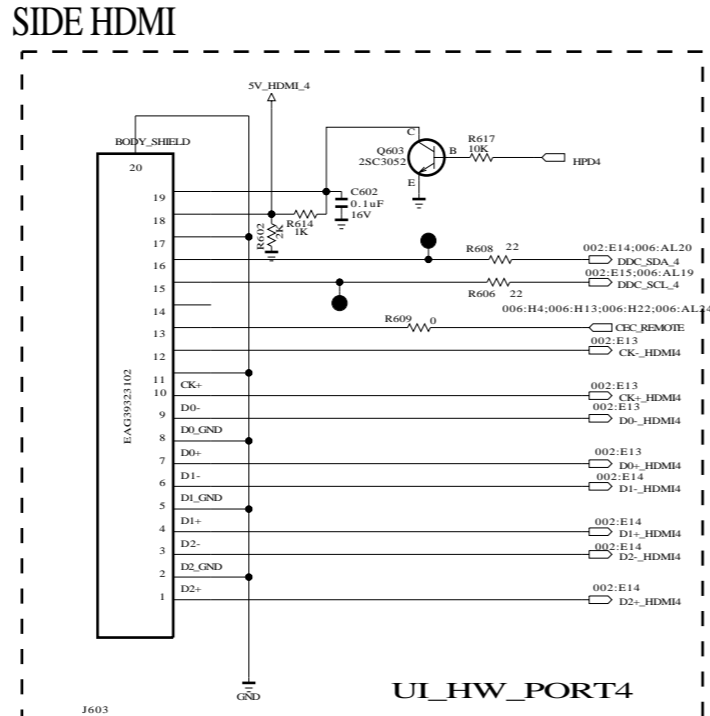 SIDE HDMI
5V_HDMI_4
BODY_SHIELD
20
C
Q603
2SC3052
B
R617
10K
HPD4
E
19
C602
0.1uF
16V
18
R614
1K
R602
2K
17
16
R608
22
002:E14;006:AL20
DDC_SDA_4
15
R606
22
002:E15;006:AL19
DDC_SCL_4
14
006:H4;006:H13;006:H22;006:AL24
13
R609
0
CEC_REMOTE
12
002:E13
CK-_HDMI4
11
EAG39323102
10
CK+
002:E13
CK+_HDMI4
9
D0-
002:E13
D0-_HDMI4
8
D0_GND
7
D0+
002:E13
D0+_HDMI4
6
D1-
002:E14
D1-_HDMI4
5
D1_GND
4
D1+
002:E14
D1+_HDMI4
3
D2-
002:E14
D2-_HDMI4
2
D2_GND
1
D2+
002:E14
D2+_HDMI4
GND
UI_HW_PORT4
J603